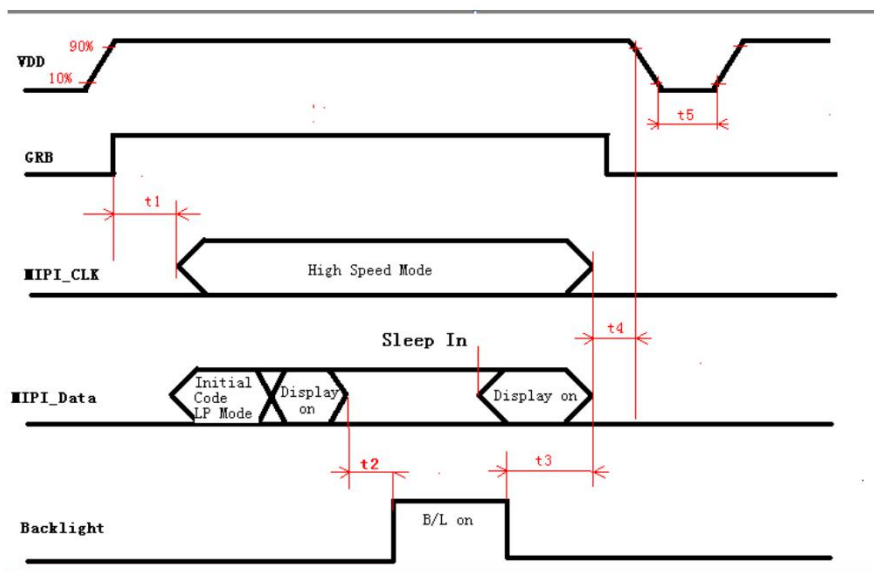 90%
VDD
10%
t5
GRB
t1
High Speed Mode
MIPI_CLK
t4
Sleep In
Initial
Code
LP Mode
Display
on
Display on
MIPI_Data
t2
t3
B/L on
Backlight